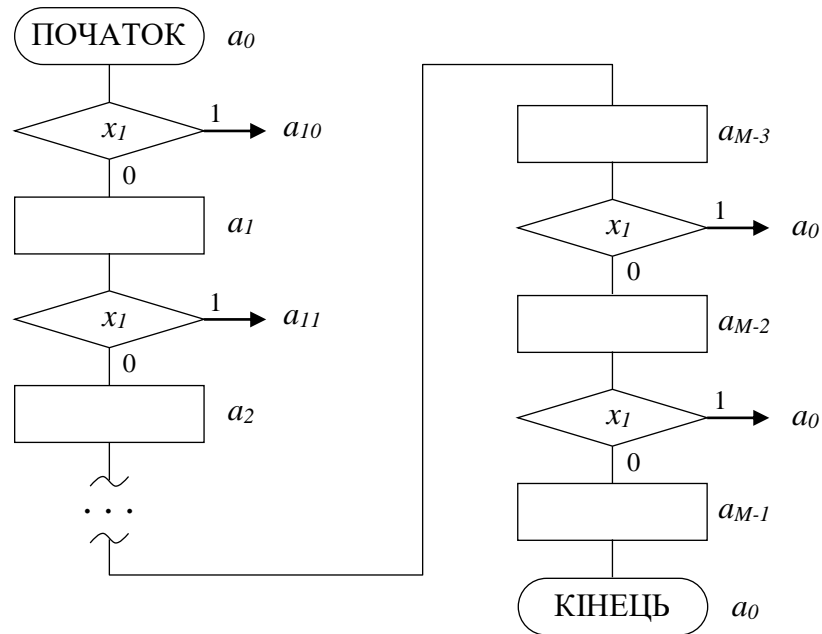 ПОЧАТОК a0
x1 1 a10
0
a1
x1 1 a11
0
a2
. . .
aM-3
x1 1 a0
0
aM-2
x1 1 a0
0
aM-1
КІНЕЦЬ a0